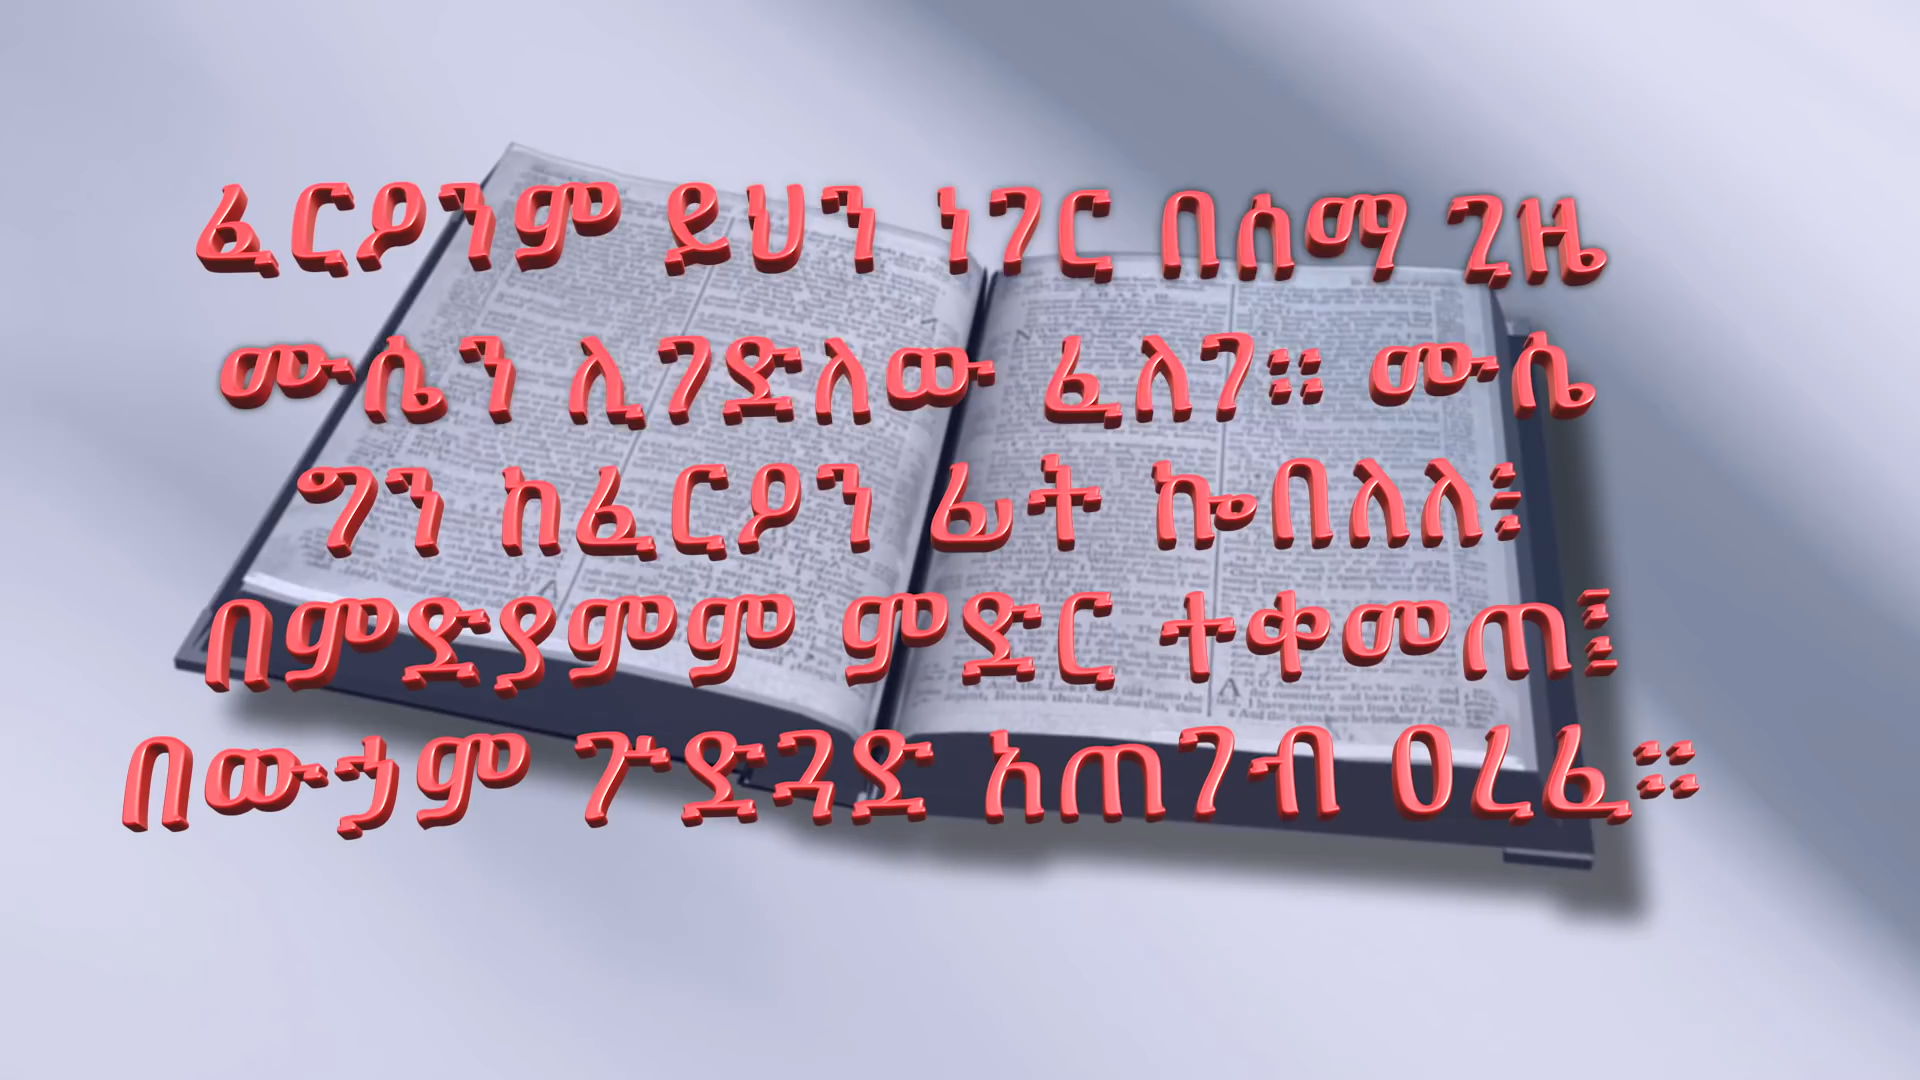 ፈርዖንም ይህን ነገር በሰማ ጊዜ
ሙሴን ሊገድለው ፈለገ። ሙሴ
ግን ከፈርዖን ፊት ኰበለለ፤
በምድያምም ምድር ተቀመጠ፤
በውኃም ጕድጓድ አጠገብ ዐረፈ።